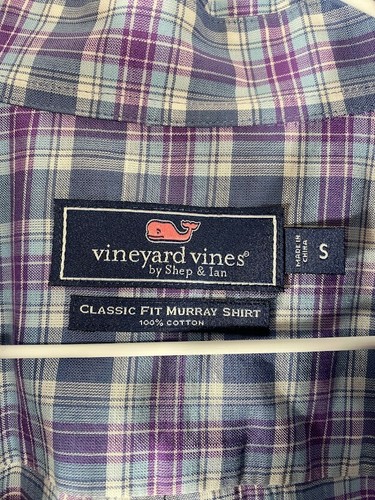 vineyard vines®
by Shep & Ian
MADE IN
CHINA
S
CLASSIC FIT MURRAY SHIRT
100% COTTON